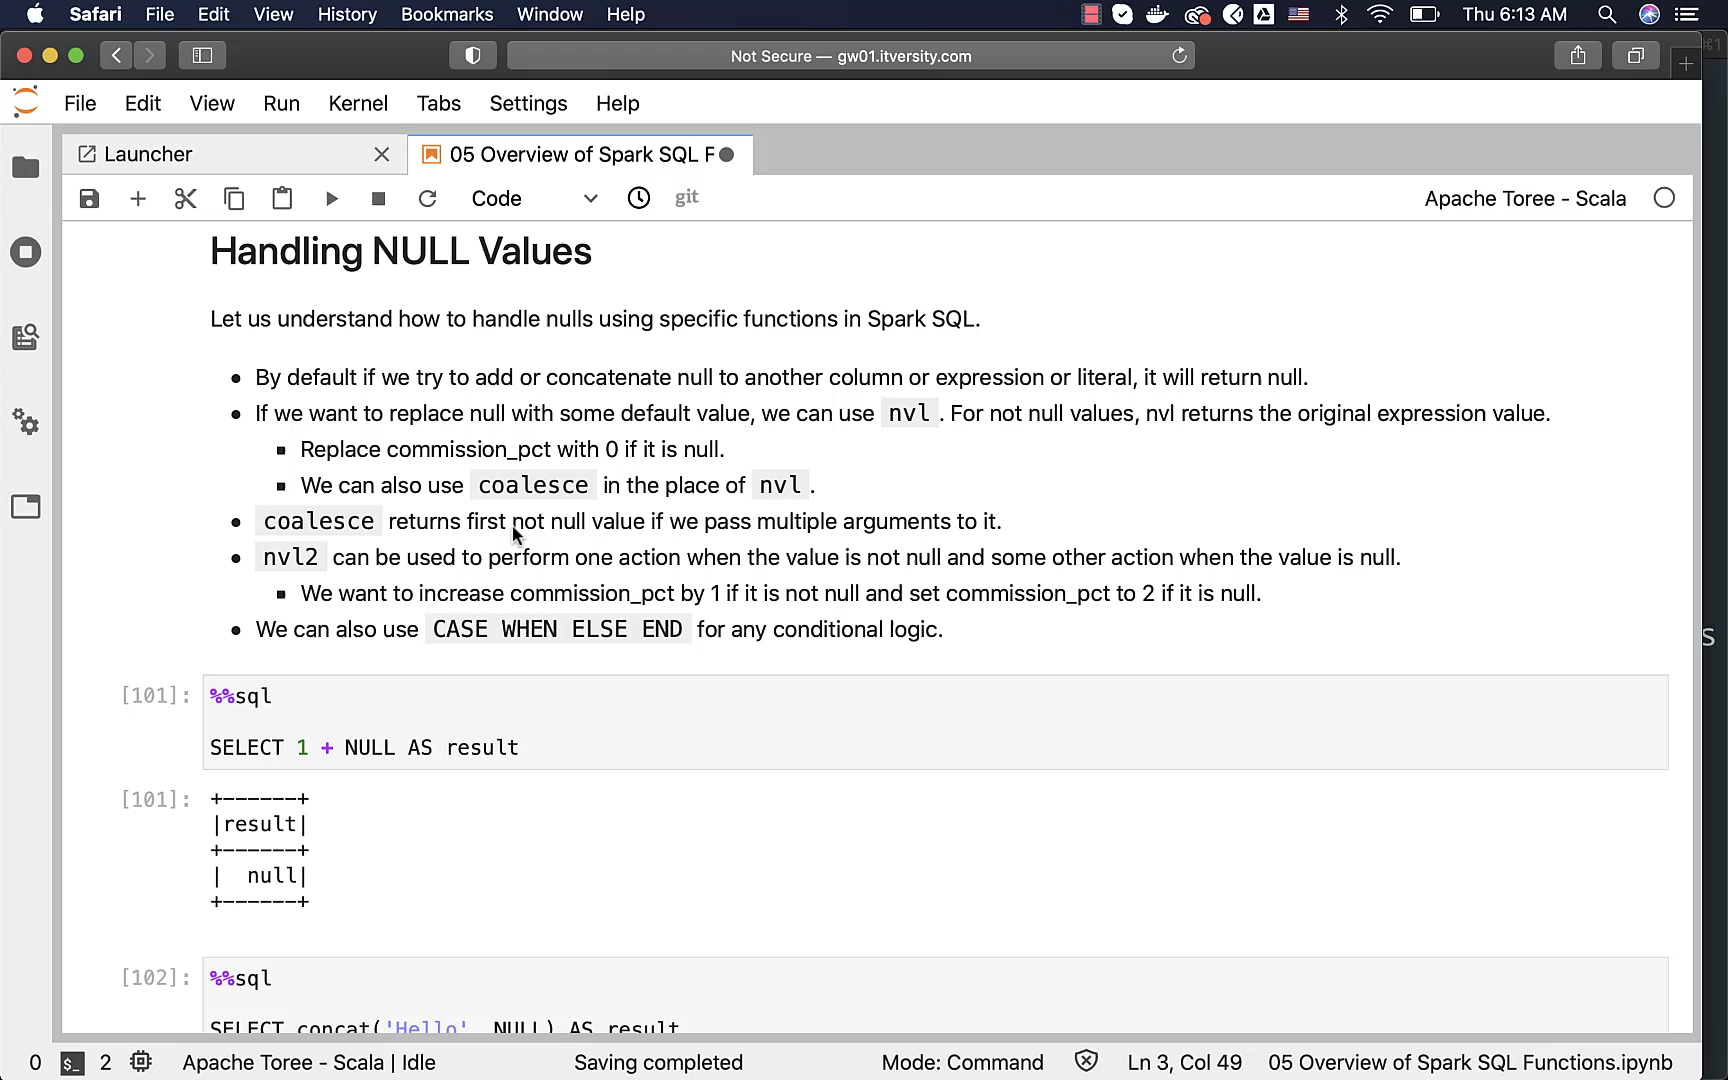 Safari File Edit View History Bookmarks Window Help Thu 6:13 AM
⌘1
Not Secure — gw01.itversity.com
File Edit View Run Kernel Tabs Settings Help
Launcher 05 Overview of Spark SQL F
Code git Apache Toree - Scala
Handling NULL Values
Let us understand how to handle nulls using specific functions in Spark SQL.
• By default if we try to add or concatenate null to another column or expression or literal, it will return null.
• If we want to replace null with some default value, we can use nvl . For not null values, nvl returns the original expression value.
▪ Replace commission_pct with 0 if it is null.
▪ We can also use coalesce in the place of nvl .
• coalesce returns first not null value if we pass multiple arguments to it.
• nvl2 can be used to perform one action when the value is not null and some other action when the value is null.
▪ We want to increase commission_pct by 1 if it is not null and set commission_pct to 2 if it is null.
• We can also use CASE WHEN ELSE END for any conditional logic.
s
[101]: %%sql
SELECT 1 + NULL AS result
[101]: +------+
|result|
+------+
|  null|
+------+
[102]: %%sql
SELECT concat('Hello', NULL) AS result
0 $_ 2 Apache Toree - Scala | Idle Saving completed Mode: Command Ln 3, Col 49 05 Overview of Spark SQL Functions.ipynb